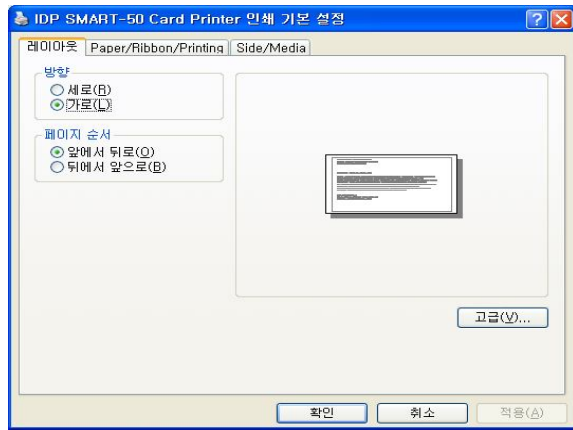 IDP SMART-50 Card Printer 인쇄 기본 설정
레이아웃 Paper/Ribbon/Printing Side/Media
방향
세로(R)
가로(L)
페이지 순서
앞에서 뒤로(O)
뒤에서 앞으로(B)
고급(V)...
확인 취소 적용(A)